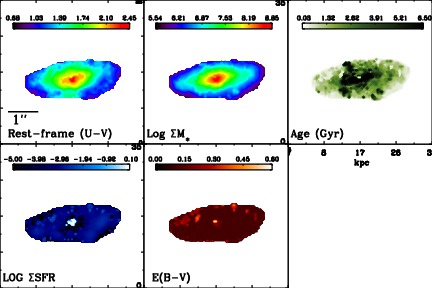 35
0.68 1.03 1.39 1.74 2.10 2.45
5.54 6.21 6.87 7.53 8.19 8.85
0.03 1.32 2.62 3.91 5.21 6.50
1"
Rest-frame (U-V)
Log ΣM*
Age (Gyr)
8 17 26 3
kpc
35
-5.00 -3.98 -2.96 -1.94 -0.92 0.10
0.00 0.15 0.30 0.45 0.60
LOG ΣSFR
E(B-V)
0